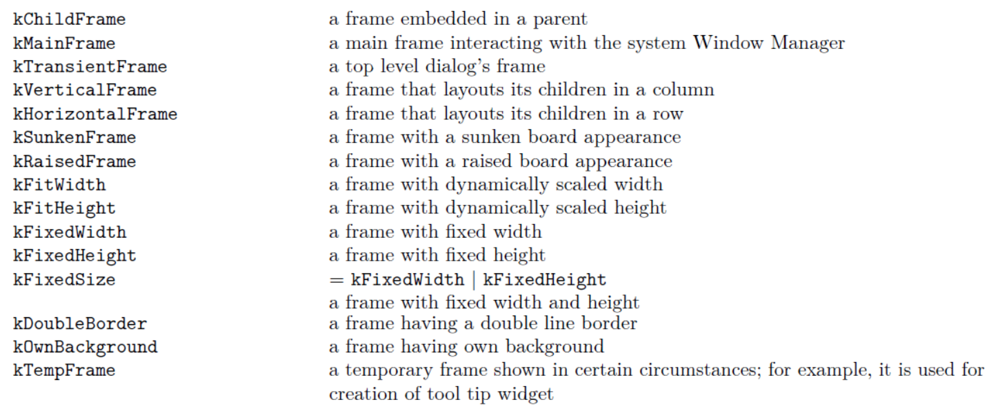 kChildFrame a frame embedded in a parent
kMainFrame a main frame interacting with the system Window Manager
kTransientFrame a top level dialog's frame
kVerticalFrame a frame that layouts its children in a column
kHorizontalFrame a frame that layouts its children in a row
kSunkenFrame a frame with a sunken board appearance
kRaisedFrame a frame with a raised board appearance
kFitWidth a frame with dynamically scaled width
kFitHeight a frame with dynamically scaled height
kFixedWidth a frame with fixed width
kFixedHeight a frame with fixed height
kFixedSize = kFixedWidth | kFixedHeight
a frame with fixed width and height
kDoubleBorder a frame having a double line border
kOwnBackground a frame having own background
kTempFrame a temporary frame shown in certain circumstances; for example, it is used for
creation of tool tip widget